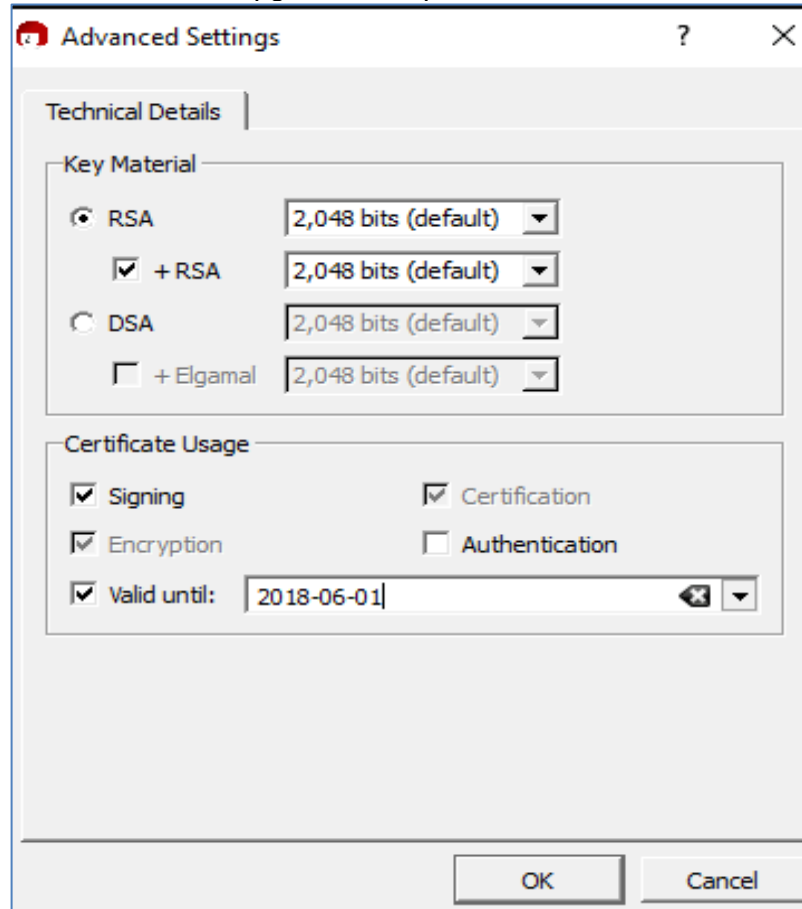 Advanced Settings ? ×
Technical Details
Key Material
RSA 2,048 bits (default)
+ RSA 2,048 bits (default)
DSA 2,048 bits (default)
+ Elgamal 2,048 bits (default)
Certificate Usage
Signing Certification
Encryption Authentication
Valid until: 2018-06-01
OK Cancel